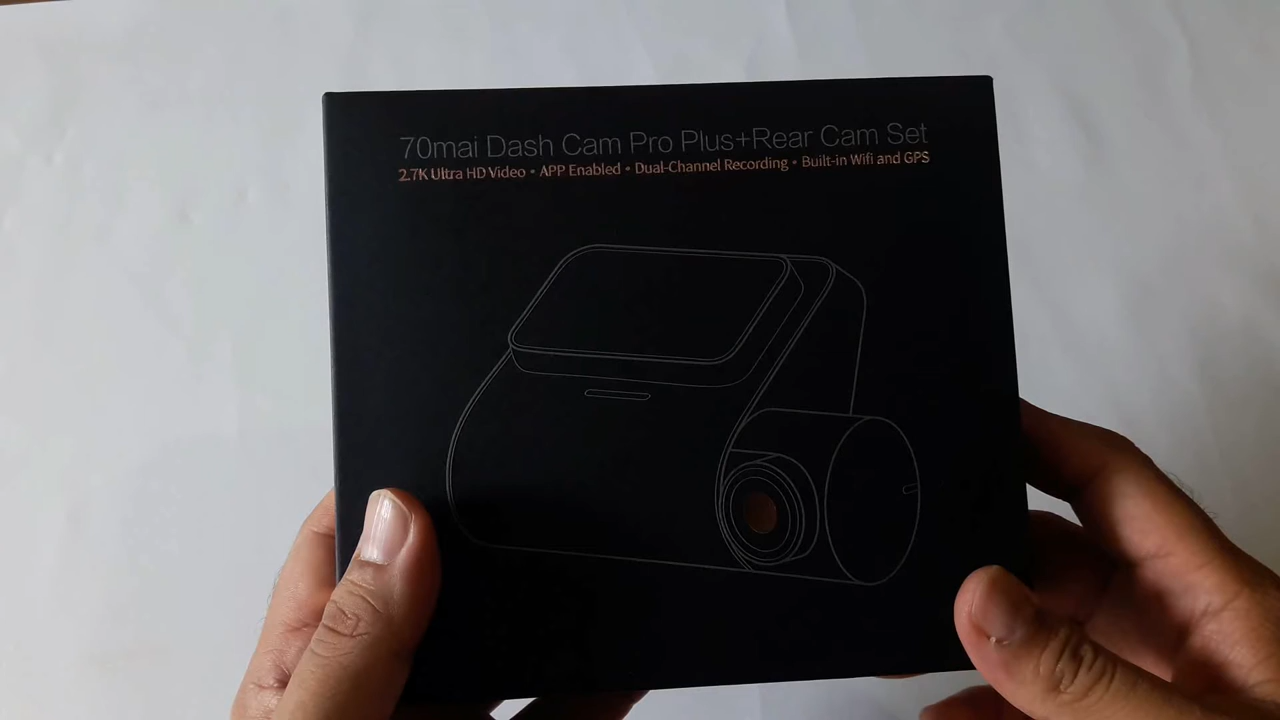 70mai Dash Cam Pro Plus+Rear Cam Set
2.7K Ultra HD Video • APP Enabled • Dual-Channel Recording • Built-in Wifi and GPS